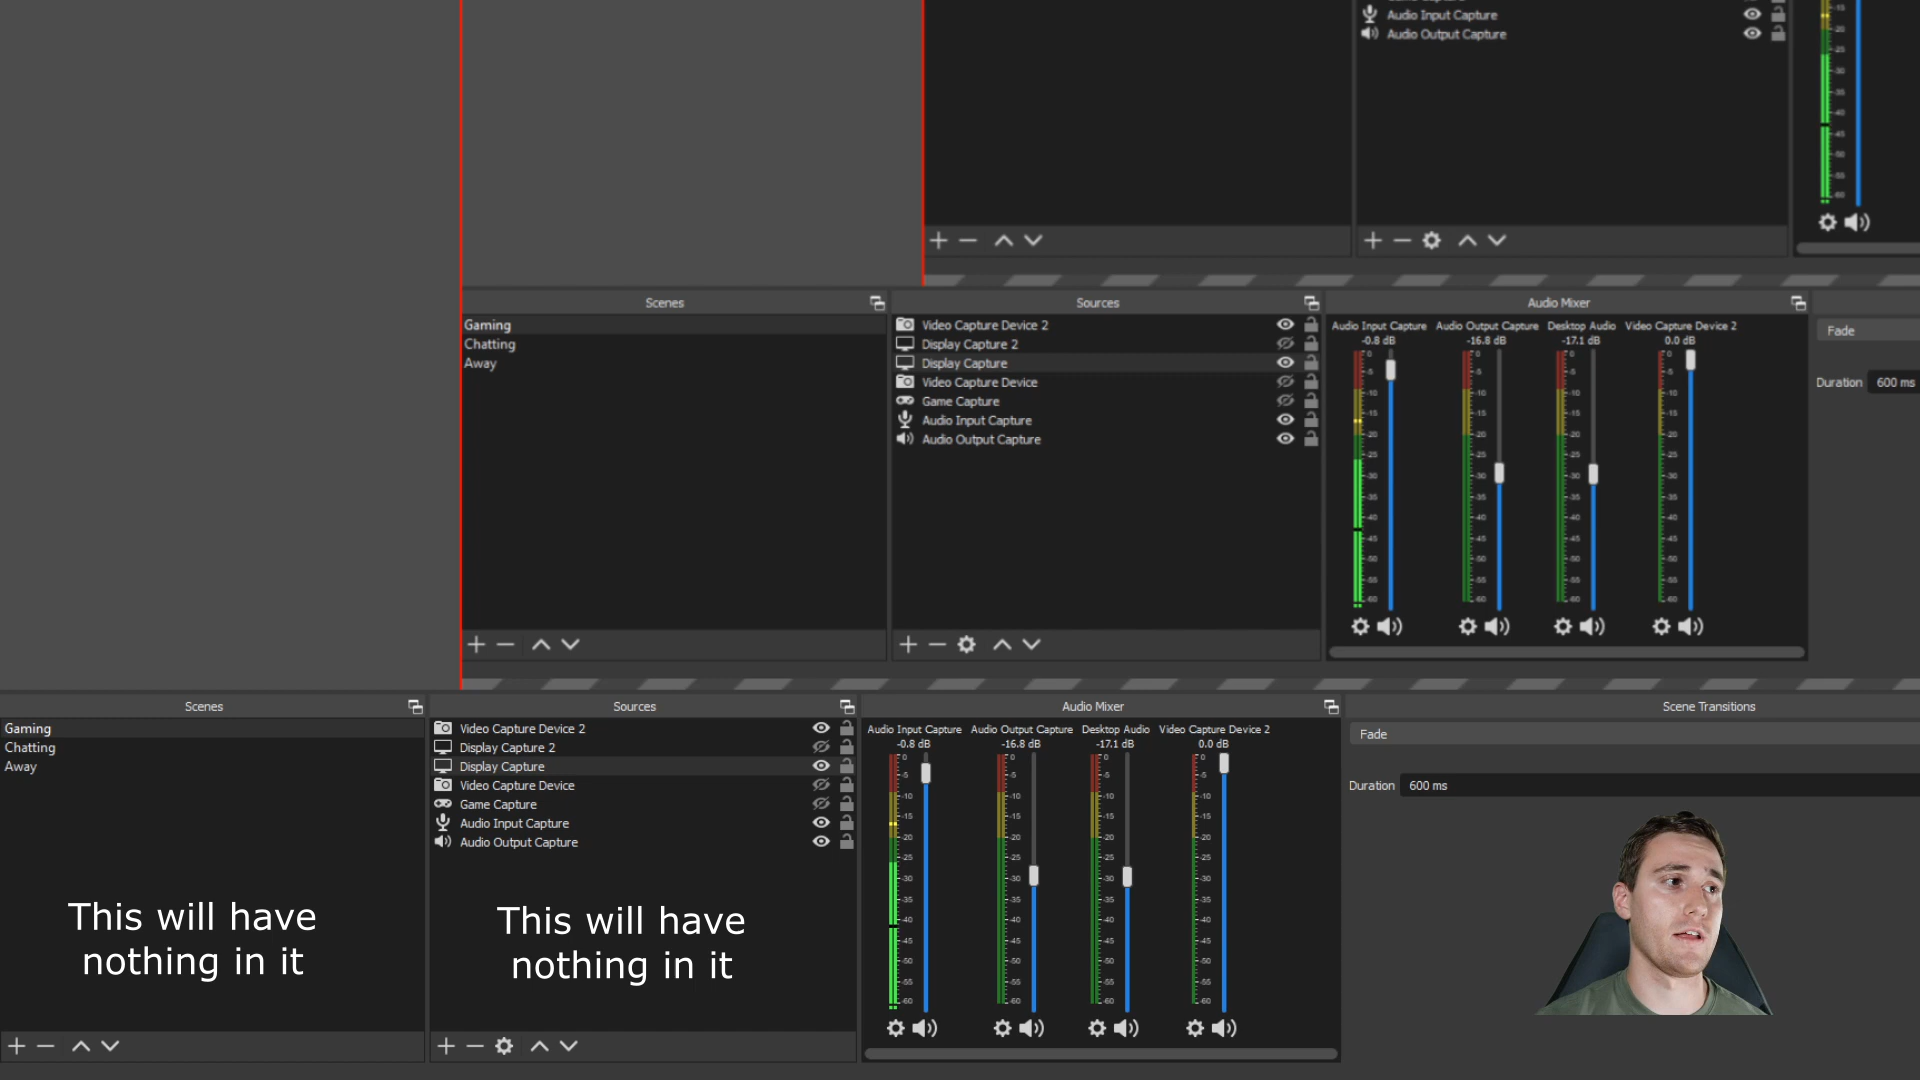 Audio Input Capture
Audio Output Capture
Scenes
Sources
Audio Mixer
Gaming
Chatting
Away
Video Capture Device 2
Display Capture 2
Display Capture
Video Capture Device
Game Capture
Audio Input Capture
Audio Output Capture
Audio Input Capture Audio Output Capture Desktop Audio Video Capture Device 2
-0.8 dB -16.8 dB -17.1 dB 0.0 dB
Fade
Duration 600 ms
Scenes
Sources
Audio Mixer
Scene Transitions
Gaming
Chatting
Away
This will have
nothing in it
Video Capture Device 2
Display Capture 2
Display Capture
Video Capture Device
Game Capture
Audio Input Capture
Audio Output Capture
This will have
nothing in it
Audio Input Capture Audio Output Capture Desktop Audio Video Capture Device 2
-0.8 dB -16.8 dB -17.1 dB 0.0 dB
Fade
Duration 600 ms